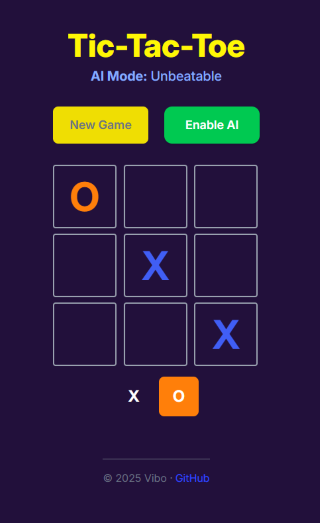 Tic-Tac-Toe
AI Mode: Unbeatable
New Game Enable AI
O
X
X
X O
© 2025 Vibo · GitHub